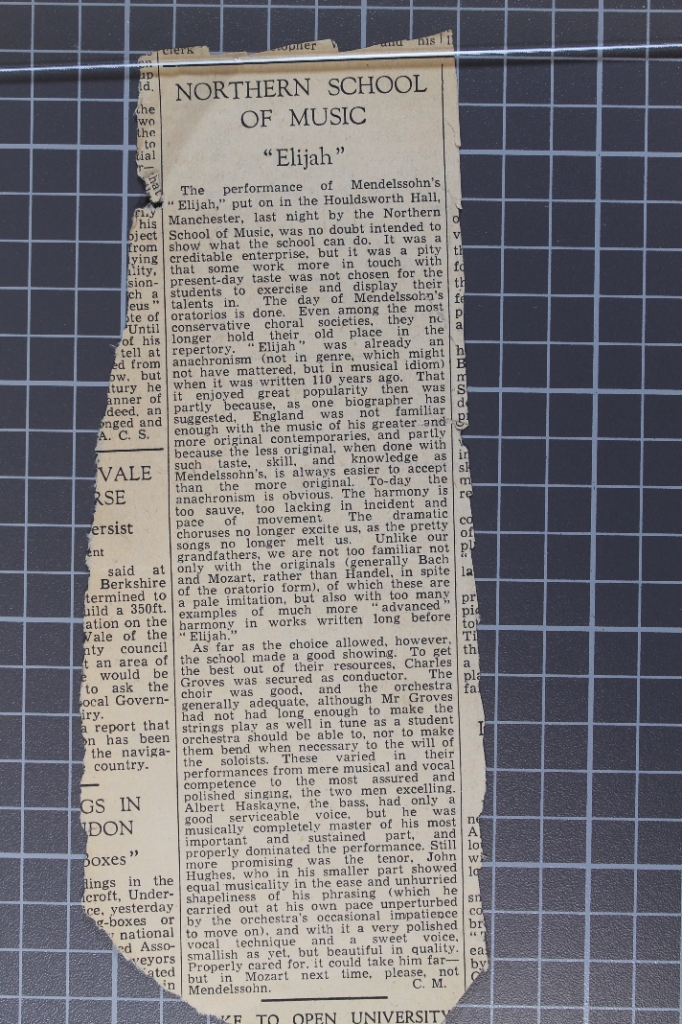 clerk
and his
NORTHERN SCHOOL
OF MUSIC
“Elijah”
The performance of Mendelssohn's
“Elijah,” put on in the Houldsworth Hall,
Manchester, last night by the Northern
School of Music, was no doubt intended to
show what the school can do. It was a
creditable enterprise, but it was a pity
that some work more in touch with
present-day taste was not chosen for the
students to exercise and display their
talents in. The day of Mendelssohn's
oratorios is done. Even among the most
conservative choral societies, they no
longer hold their old place in the
repertory. “Elijah” was already an
anachronism (not in genre, which might
not have mattered, but in musical idiom)
when it was written 110 years ago. That
it enjoyed great popularity then was
partly because, as one biographer has
suggested, England was not familiar
enough with the music of his greater and
more original contemporaries, and partly
because the less original, when done with
such taste, skill, and knowledge as
Mendelssohn's, is always easier to accept
than the more original. To-day the
anachronism is obvious. The harmony is
too sauve, too lacking in incident and
pace of movement The dramatic
choruses no longer excite us, as the pretty
songs no longer melt us. Unlike our
grandfathers, we are not too familiar not
only with the originals (generally Bach
and Mozart, rather than Handel, in spite
of the oratorio form), of which these are
a pale imitation, but also with too many
examples of much more “advanced”
harmony in works written long before
“Elijah.”
As far as the choice allowed, however,
the school made a good showing. To get
the best out of their resources, Charles
Groves was secured as conductor. The
choir was good, and the orchestra
generally adequate, although Mr Groves
had not had long enough to make the
strings play as well in tune as a student
orchestra should be able to, nor to make
them bend when necessary to the will of
the soloists. These varied in their
performances from mere musical and vocal
competence to the most assured and
polished singing, the two men excelling.
Albert Haskayne, the bass, had only a
good serviceable voice, but he was
musically completely master of his most
important and sustained part, and
properly dominated the performance. Still
more promising was the tenor, John
Hughes, who in his smaller part showed
equal musicality in the ease and unhurried
shapeliness of his phrasing (which he
carried out at his own pace unperturbed
by the orchestra's occasional impatience
to move on), and with it a very polished
vocal technique and a sweet voice,
smallish as yet, but beautiful in quality.
Properly cared for, it could take him far—
but in Mozart next time, please, not
Mendelssohn. C. M.
TO OPEN UNIVERSITY
the
two
the
to
his
from
Until
of his
tell at
from
but
he
of
an
and
A. C. S.
VALE
said at
Berkshire
a 350ft.
on the
Vale of the
council
an area of
would be
to ask the
Govern-
report that
has been
the naviga-
country.
GS IN
Boxes”
in the
Under-
yesterday
or
national
Asso-
in